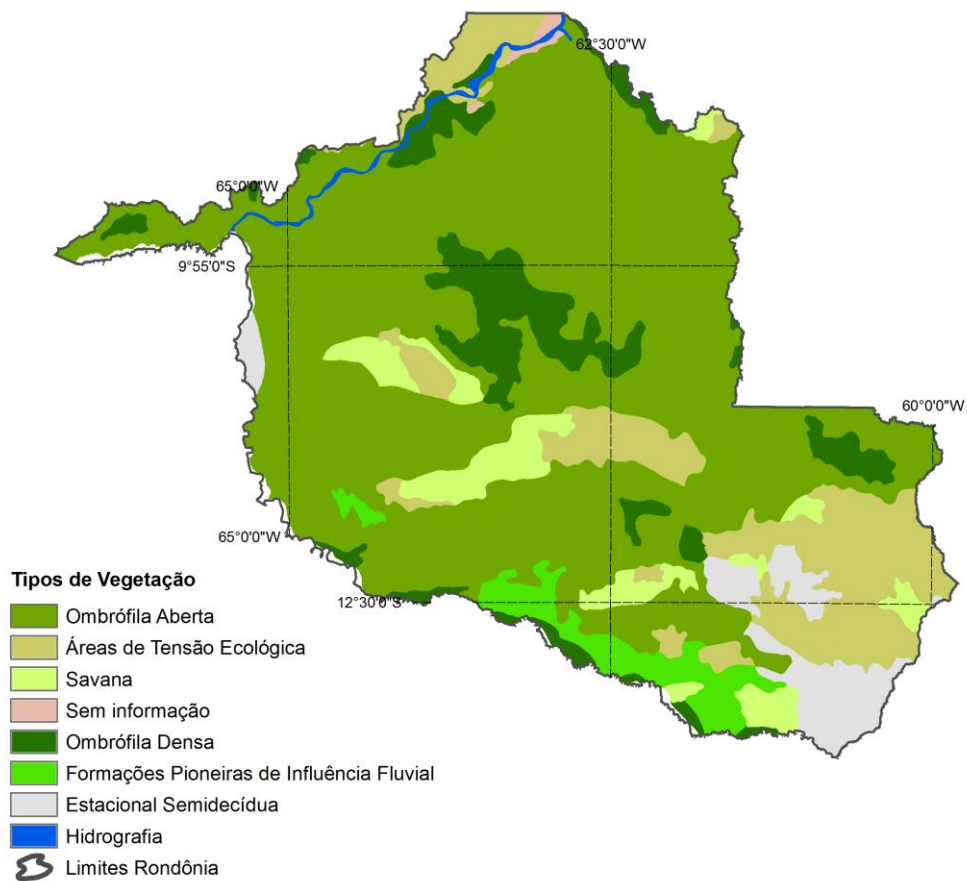 62°30'0"W
65°0'0"W
9°55'0"S
60°0'0"W
65°0'0"W
12°30'0"S
Tipos de Vegetação
Ombrófila Aberta
Áreas de Tensão Ecológica
Savana
Sem informação
Ombrófila Densa
Formações Pioneiras de Influência Fluvial
Estacional Semidecídua
Hidrografia
Limites Rondônia